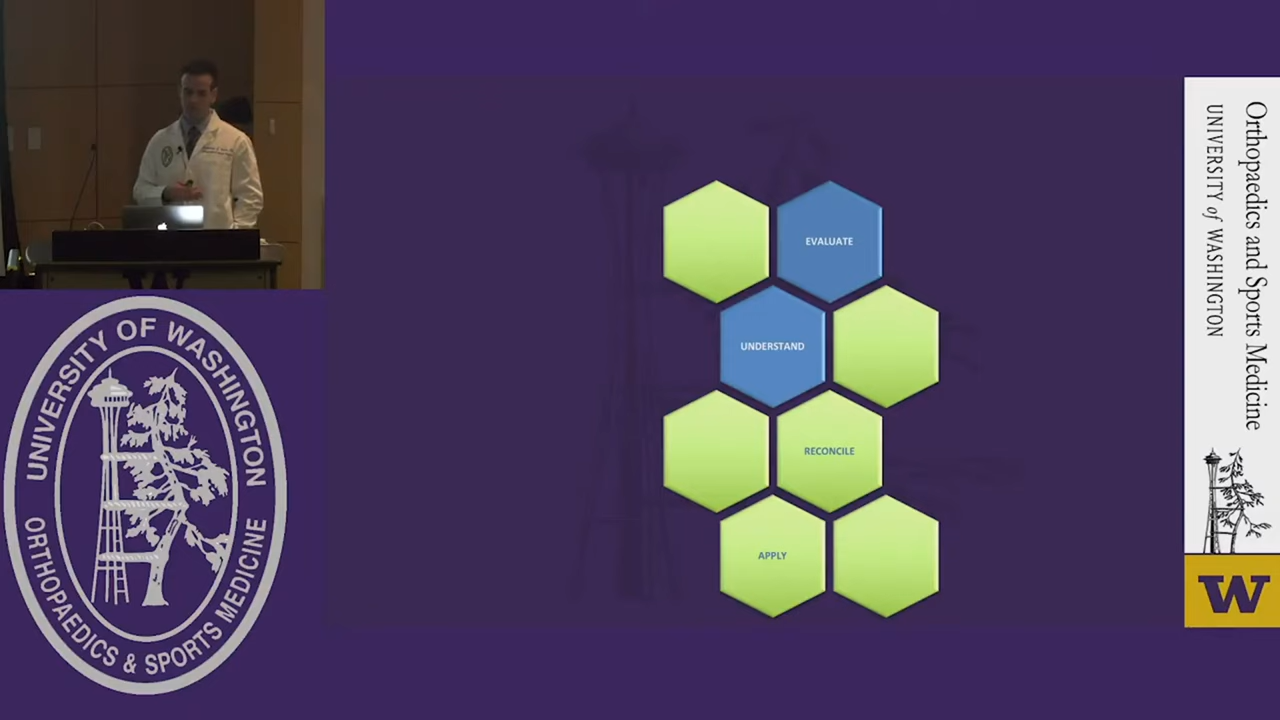 EVALUATE
UNDERSTAND
RECONCILE
APPLY
Orthopaedics and Sports Medicine
UNIVERSITY of WASHINGTON
W
UNIVERSITY OF WASHINGTON
ORTHOPAEDICS & SPORTS MEDICINE